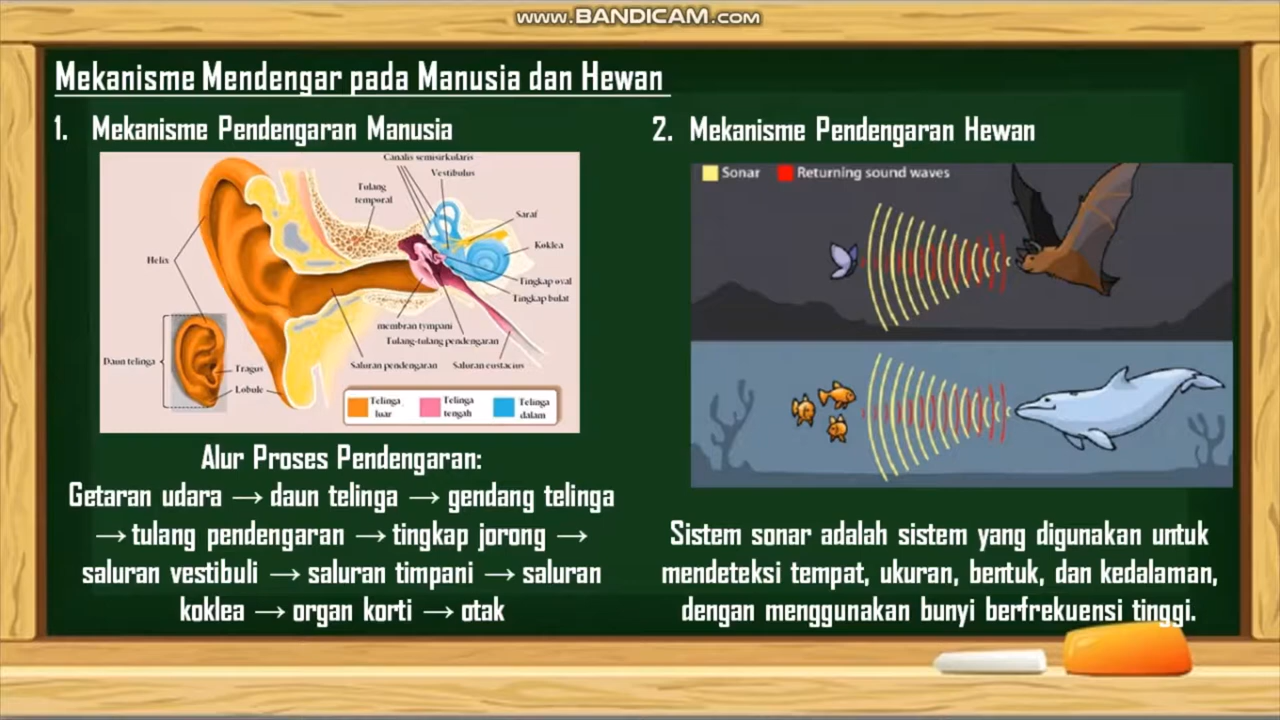 www.BANDICAM.com
Mekanisme Mendengar pada Manusia dan Hewan
1. Mekanisme Pendengaran Manusia
Canalis semisirkularis
Vestibulus
Tulang
temporal
Saraf
Koklea
Helix
Tingkap oval
Tingkap bulat
membran tympani
Tulang-tulang pendengaran
Daun telinga
Tragus
Saluran pendengaran
Saluran eustacius
Lobule
Telinga
luar
Telinga
tengah
Telinga
dalam
Alur Proses Pendengaran:
Getaran udara → daun telinga → gendang telinga
→ tulang pendengaran → tingkap jorong →
saluran vestibuli → saluran timpani → saluran
koklea → organ korti → otak
2. Mekanisme Pendengaran Hewan
Sonar
Returning sound waves
Sistem sonar adalah sistem yang digunakan untuk
mendeteksi tempat, ukuran, bentuk, dan kedalaman,
dengan menggunakan bunyi berfrekuensi tinggi.